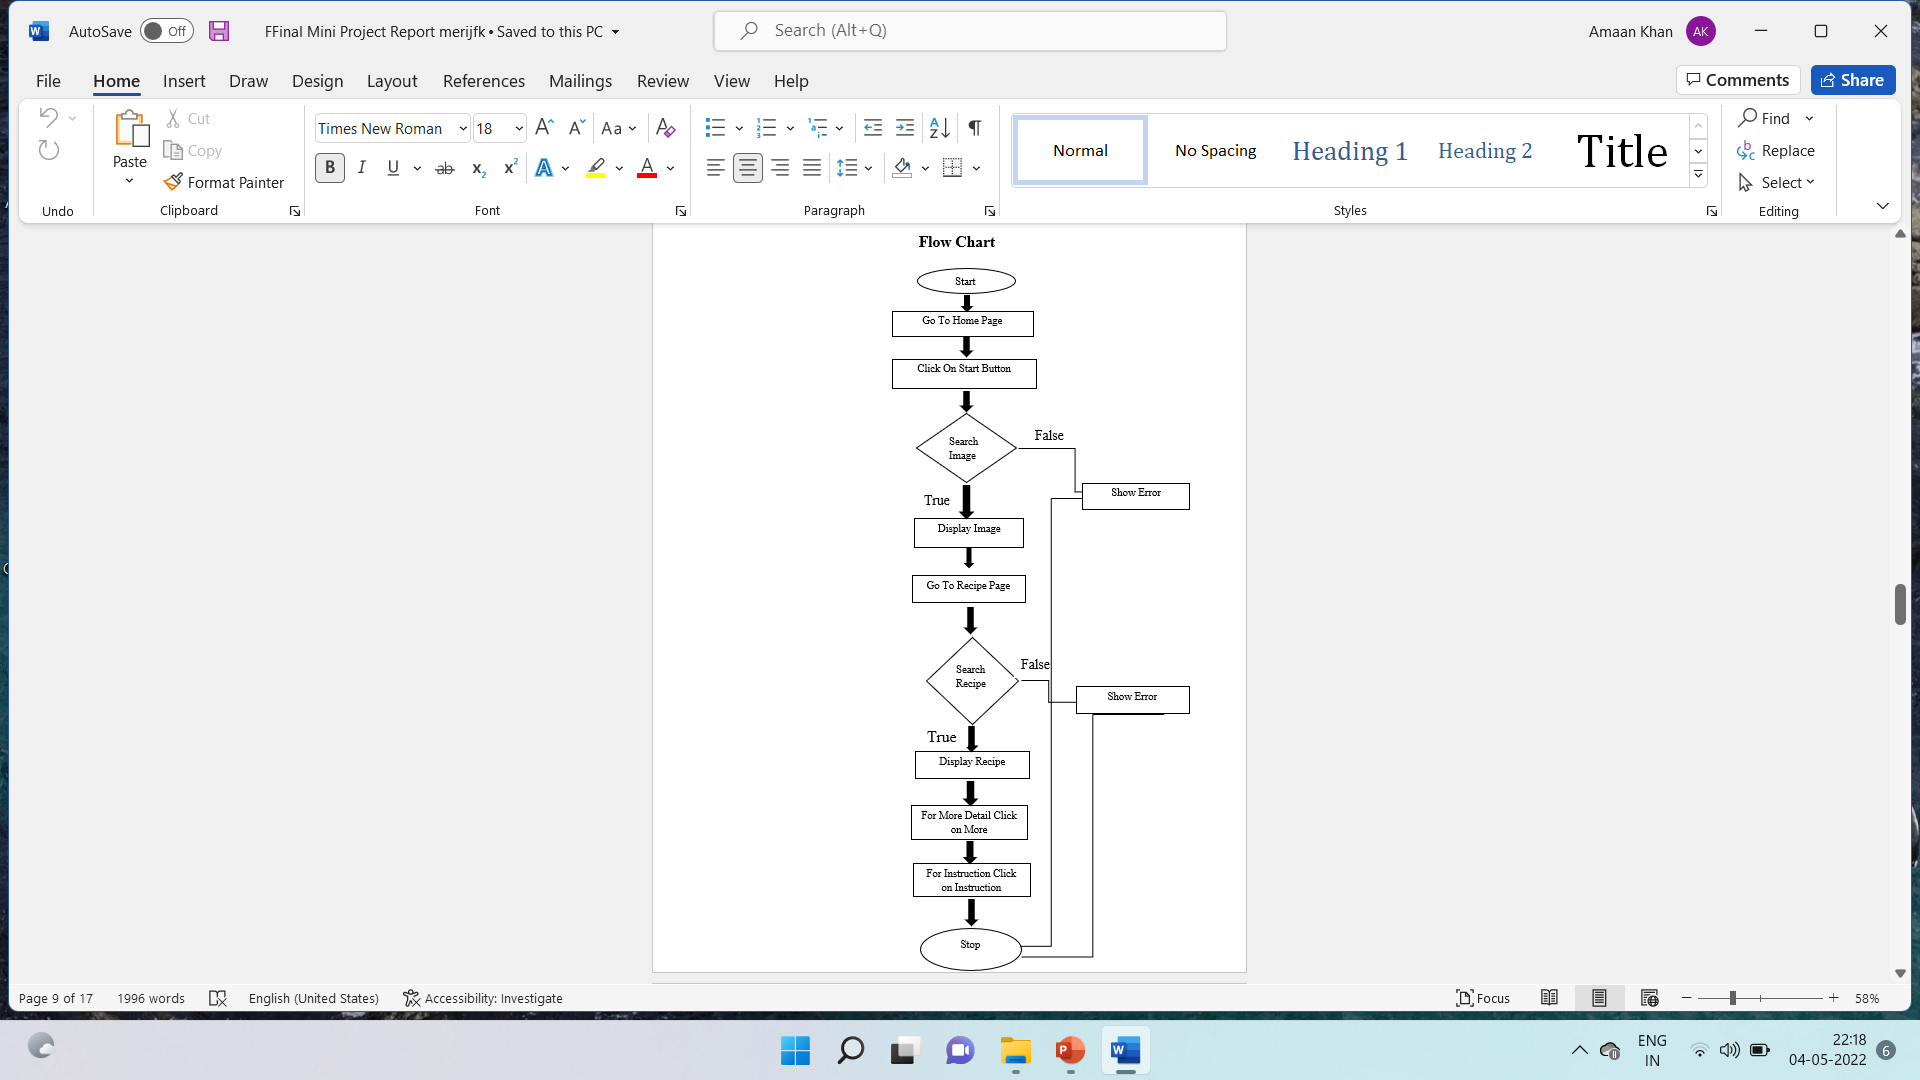 AutoSave Off FFinal Mini Project Report merijfk • Saved to this PC Search (Alt+Q) Amaan Khan AK
File Home Insert Draw Design Layout References Mailings Review View Help Comments Share
Undo
Paste
Cut
Copy
Format Painter
Clipboard
Times New Roman 18
Font
Paragraph
Normal No Spacing Heading 1 Heading 2 Title
Styles
Find
Replace
Select
Editing
Flow Chart
Start
Go To Home Page
Click On Start Button
Search
Image
False
Show Error
True
Display Image
Go To Recipe Page
Search
Recipe
False
Show Error
True
Display Recipe
For More Detail Click
on More
For Instruction Click
on Instruction
Stop
Page 9 of 17 1996 words English (United States) Accessibility: Investigate Focus 58%
ENG
IN
22:18
04-05-2022
6